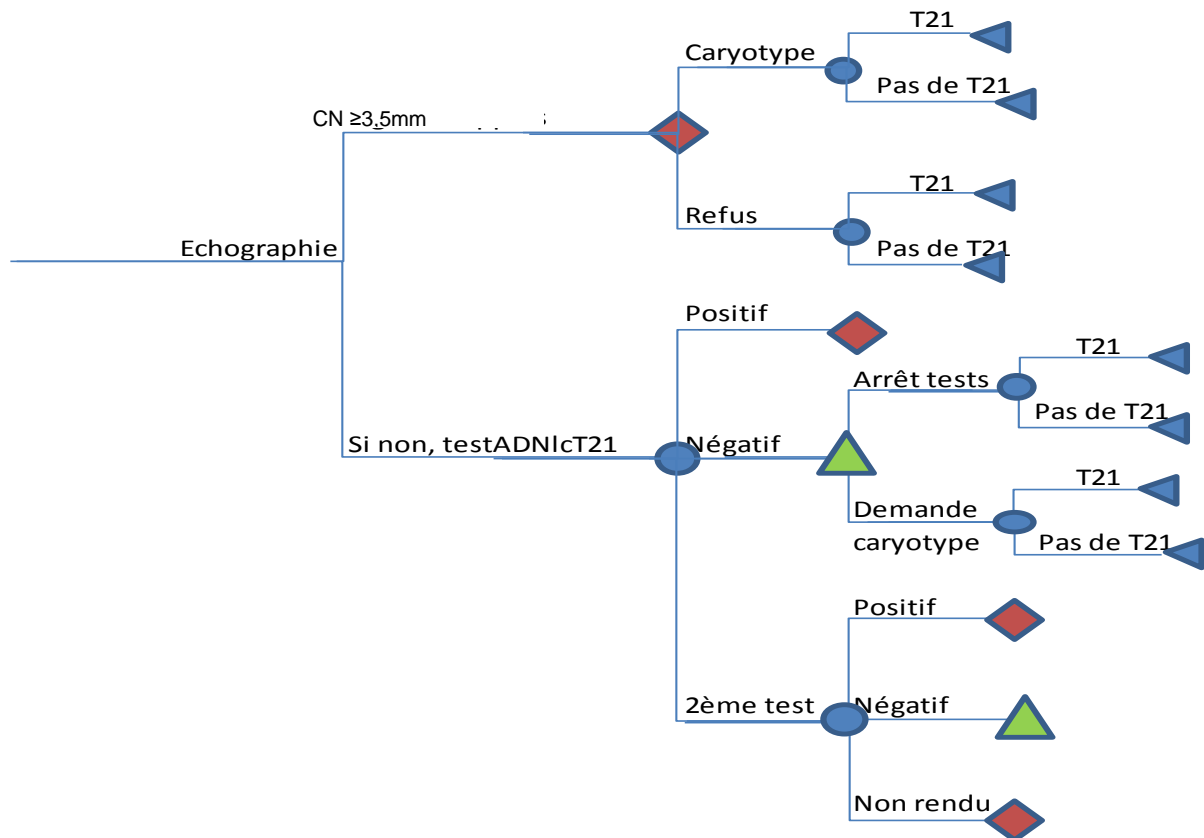 T21
Caryotype
Pas de T21
CN ≥3,5mm
T21
Refus
Pas de T21
Echographie
Positif
T21
Arrêt tests
Pas de T21
Si non, testADNlcT21
Négatif
T21
Demande
caryotype
Pas de T21
Positif
2ème test
Négatif
Non rendu